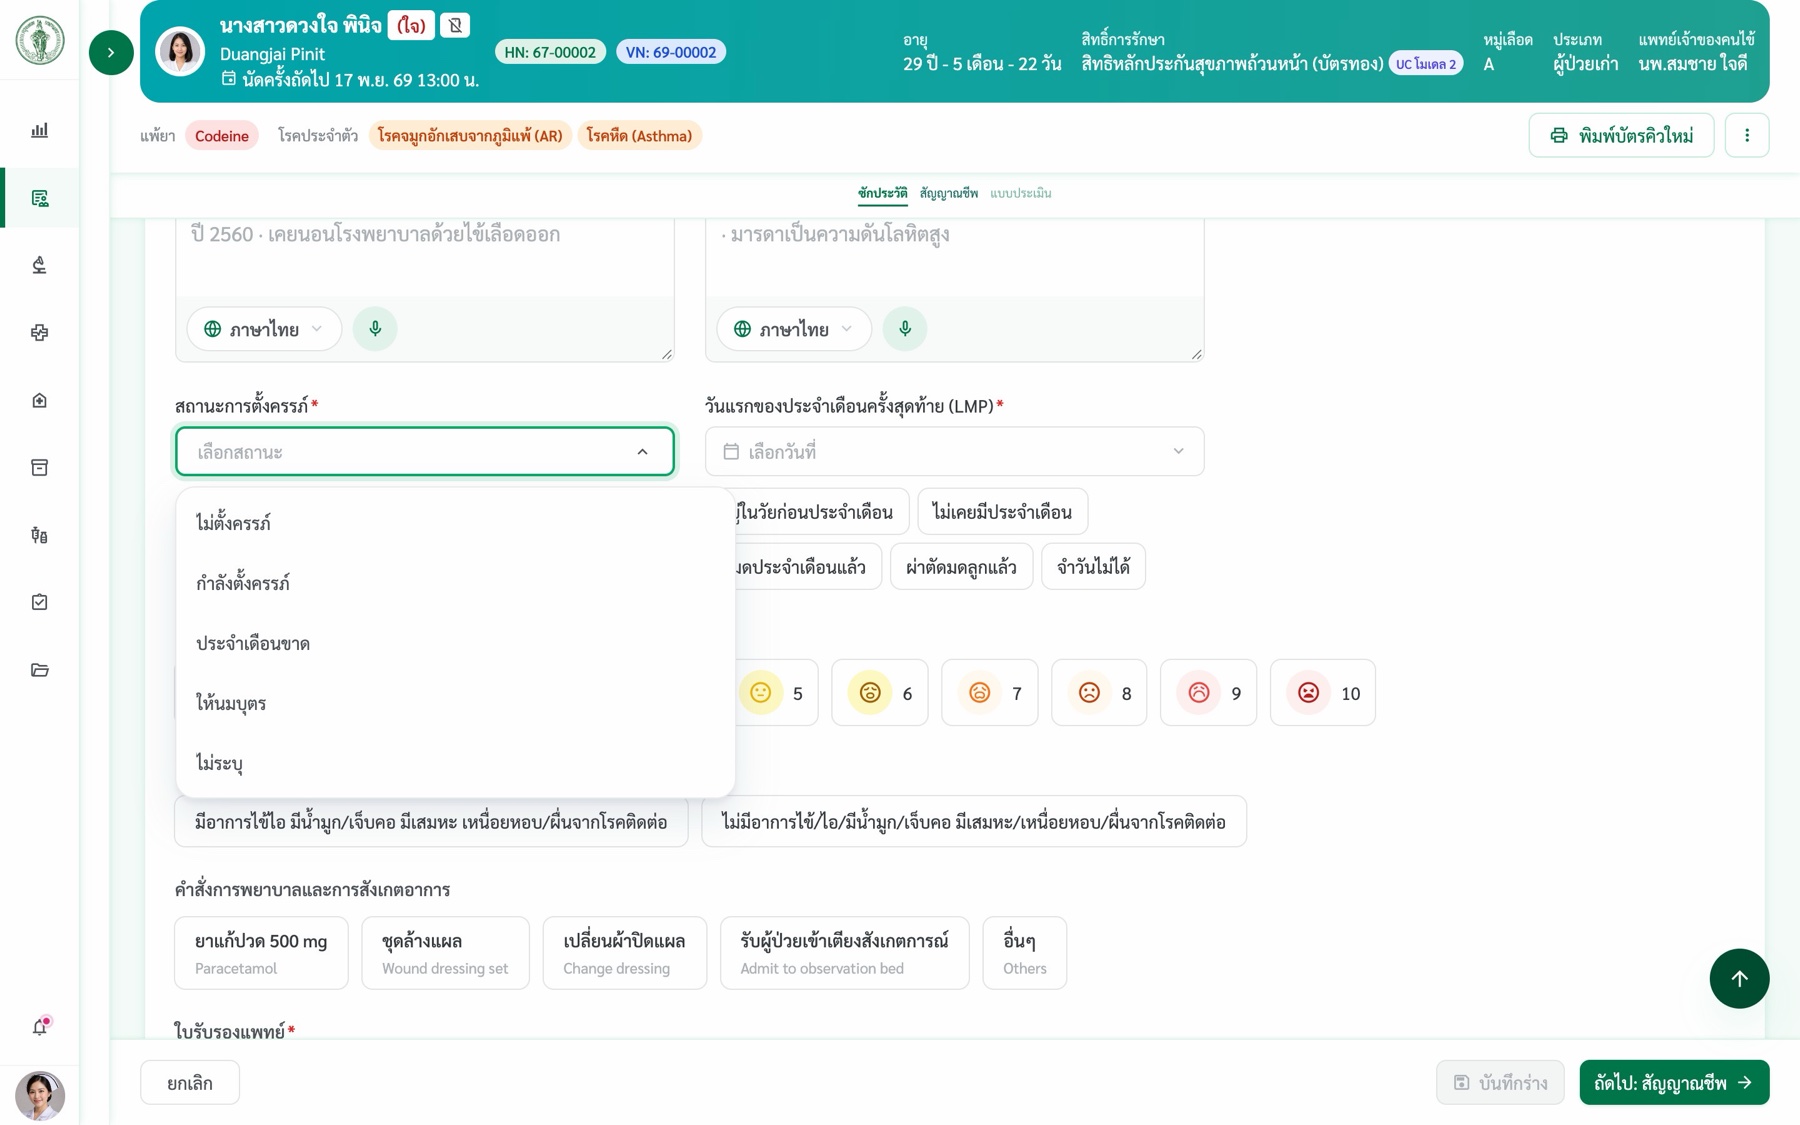 นางสาวดวงใจ พินิจ (ใจ)
Duangjai Pinit
นัดครั้งถัดไป 17 พ.ย. 69 13:00 น.
HN: 67-00002 VN: 69-00002
อายุ
29 ปี - 5 เดือน - 22 วัน
สิทธิ์การรักษา
สิทธิหลักประกันสุขภาพถ้วนหน้า (บัตรทอง) UC โมเดล 2
หมู่เลือด
A
ประเภท
ผู้ป่วยเก่า
แพทย์เจ้าของคนไข้
นพ.สมชาย ใจดี
แพ้ยา Codeine โรคประจำตัว โรคจมูกอักเสบจากภูมิแพ้ (AR) โรคหืด (Asthma)
พิมพ์บัตรคิวใหม่
ซักประวัติ สัญญาณชีพ แบบประเมิน
ปี 2560 · เคยนอนโรงพยาบาลด้วยไข้เลือดออก
· มารดาเป็นความดันโลหิตสูง
ภาษาไทย
ภาษาไทย
สถานะการตั้งครรภ์*
เลือกสถานะ
วันแรกของประจำเดือนครั้งสุดท้าย (LMP)*
เลือกวันที่
ไม่ตั้งครรภ์
กำลังตั้งครรภ์
ประจำเดือนขาด
ให้นมบุตร
ไม่ระบุ
ในวัยก่อนประจำเดือน ไม่เคยมีประจำเดือน
มดประจำเดือนแล้ว ผ่าตัดมดลูกแล้ว จำวันไม่ได้
5 6 7 8 9 10
มีอาการไข้ไอ มีน้ำมูก/เจ็บคอ มีเสมหะ เหนื่อยหอบ/ผื่นจากโรคติดต่อ
ไม่มีอาการไข้/ไอ/มีน้ำมูก/เจ็บคอ มีเสมหะ/เหนื่อยหอบ/ผื่นจากโรคติดต่อ
คำสั่งการพยาบาลและการสังเกตอาการ
ยาแก้ปวด 500 mg
Paracetamol
ชุดล้างแผล
Wound dressing set
เปลี่ยนผ้าปิดแผล
Change dressing
รับผู้ป่วยเข้าเตียงสังเกตการณ์
Admit to observation bed
อื่นๆ
Others
ใบรับรองแพทย์*
ยกเลิก
บันทึกร่าง
ถัดไป: สัญญาณชีพ